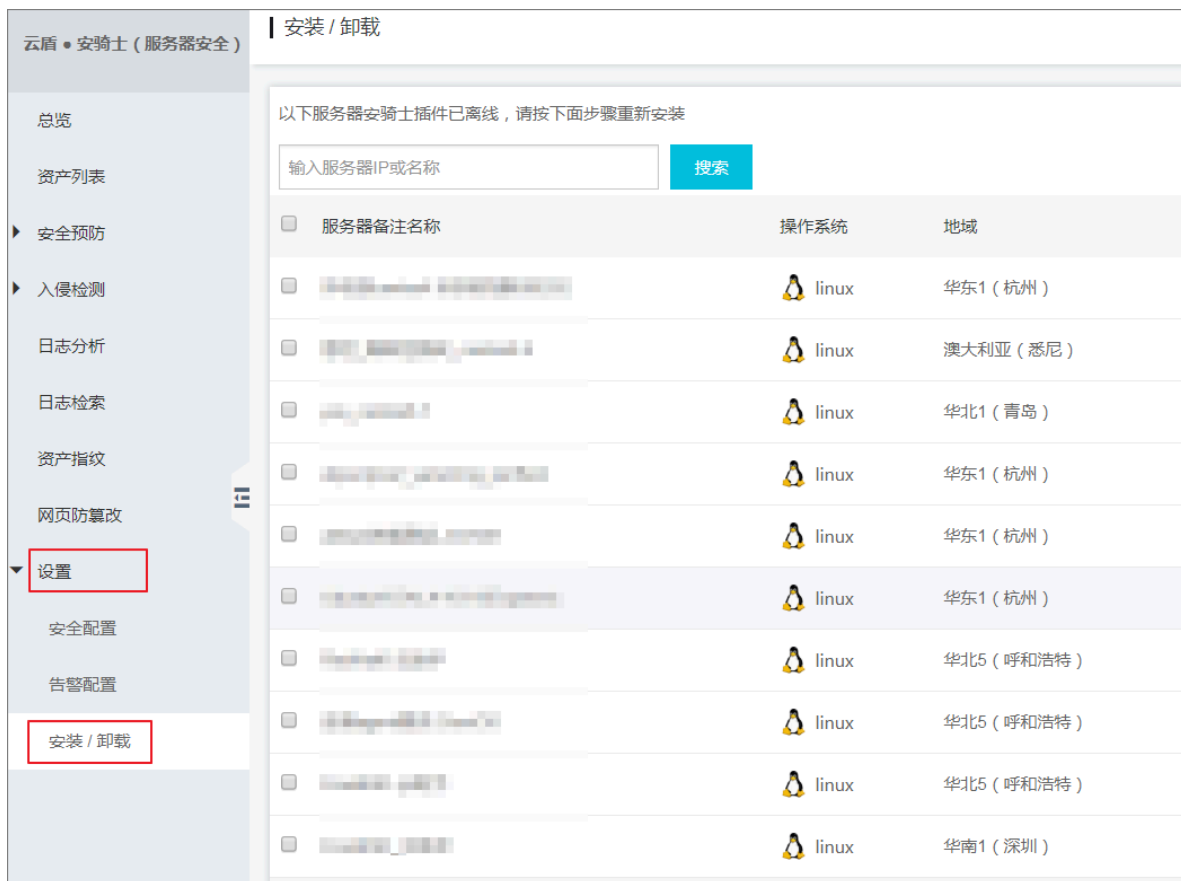 云盾 ● 安骑士（服务器安全）
总览
资产列表
安全预防
入侵检测
日志分析
日志检索
资产指纹
网页防篡改
设置
安全配置
告警配置
安装 / 卸载
安装 / 卸载
以下服务器安骑士插件已离线，请按下面步骤重新安装
输入服务器IP或名称 搜索
服务器备注名称 操作系统 地域
linux 华东1（杭州）
linux 澳大利亚（悉尼）
linux 华北1（青岛）
linux 华东1（杭州）
linux 华东1（杭州）
linux 华东1（杭州）
linux 华北5（呼和浩特）
linux 华北5（呼和浩特）
linux 华北5（呼和浩特）
linux 华南1（深圳）